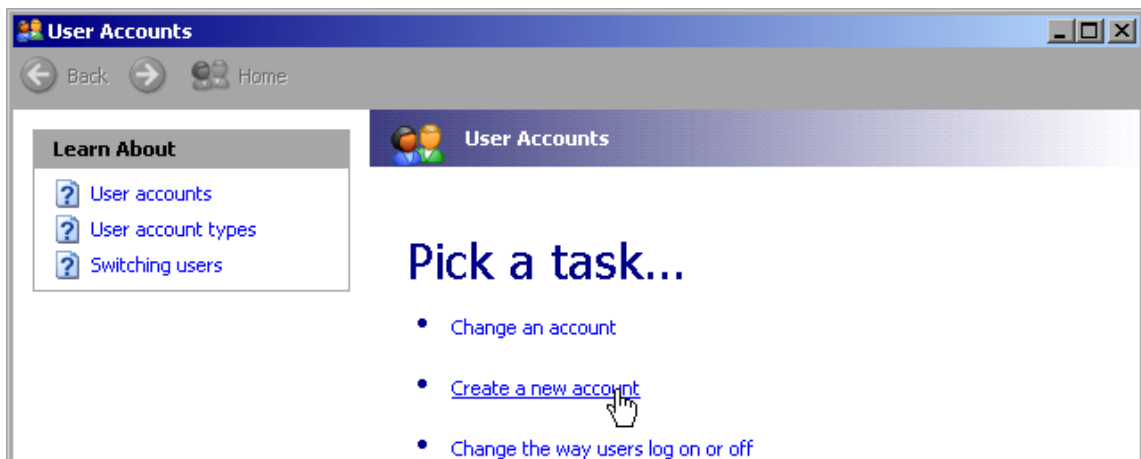 User Accounts
Back Home
Learn About
User accounts
User account types
Switching users
User Accounts
Pick a task...
Change an account
Create a new account
Change the way users log on or off